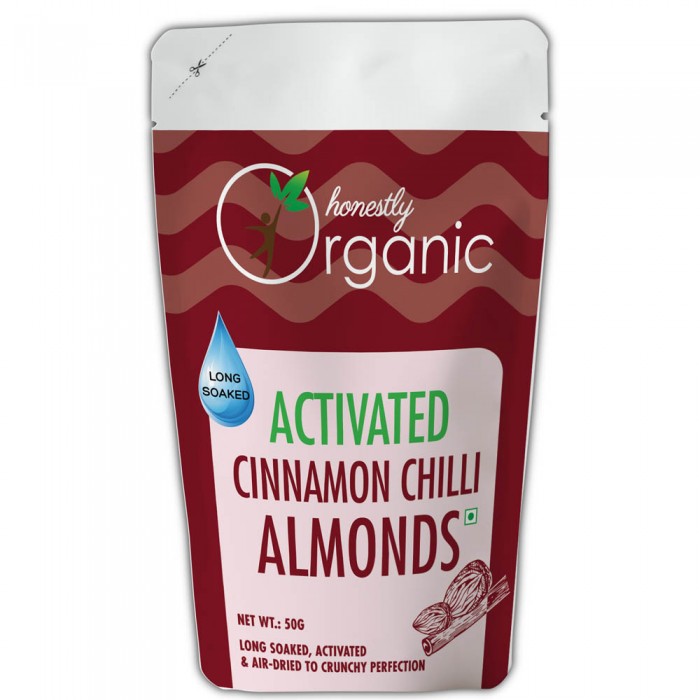 honestly
Organic
LONG
SOAKED
ACTIVATED
CINNAMON CHILLI
ALMONDS
NET WT.: 50G
LONG SOAKED, ACTIVATED
& AIR-DRIED TO CRUNCHY PERFECTION